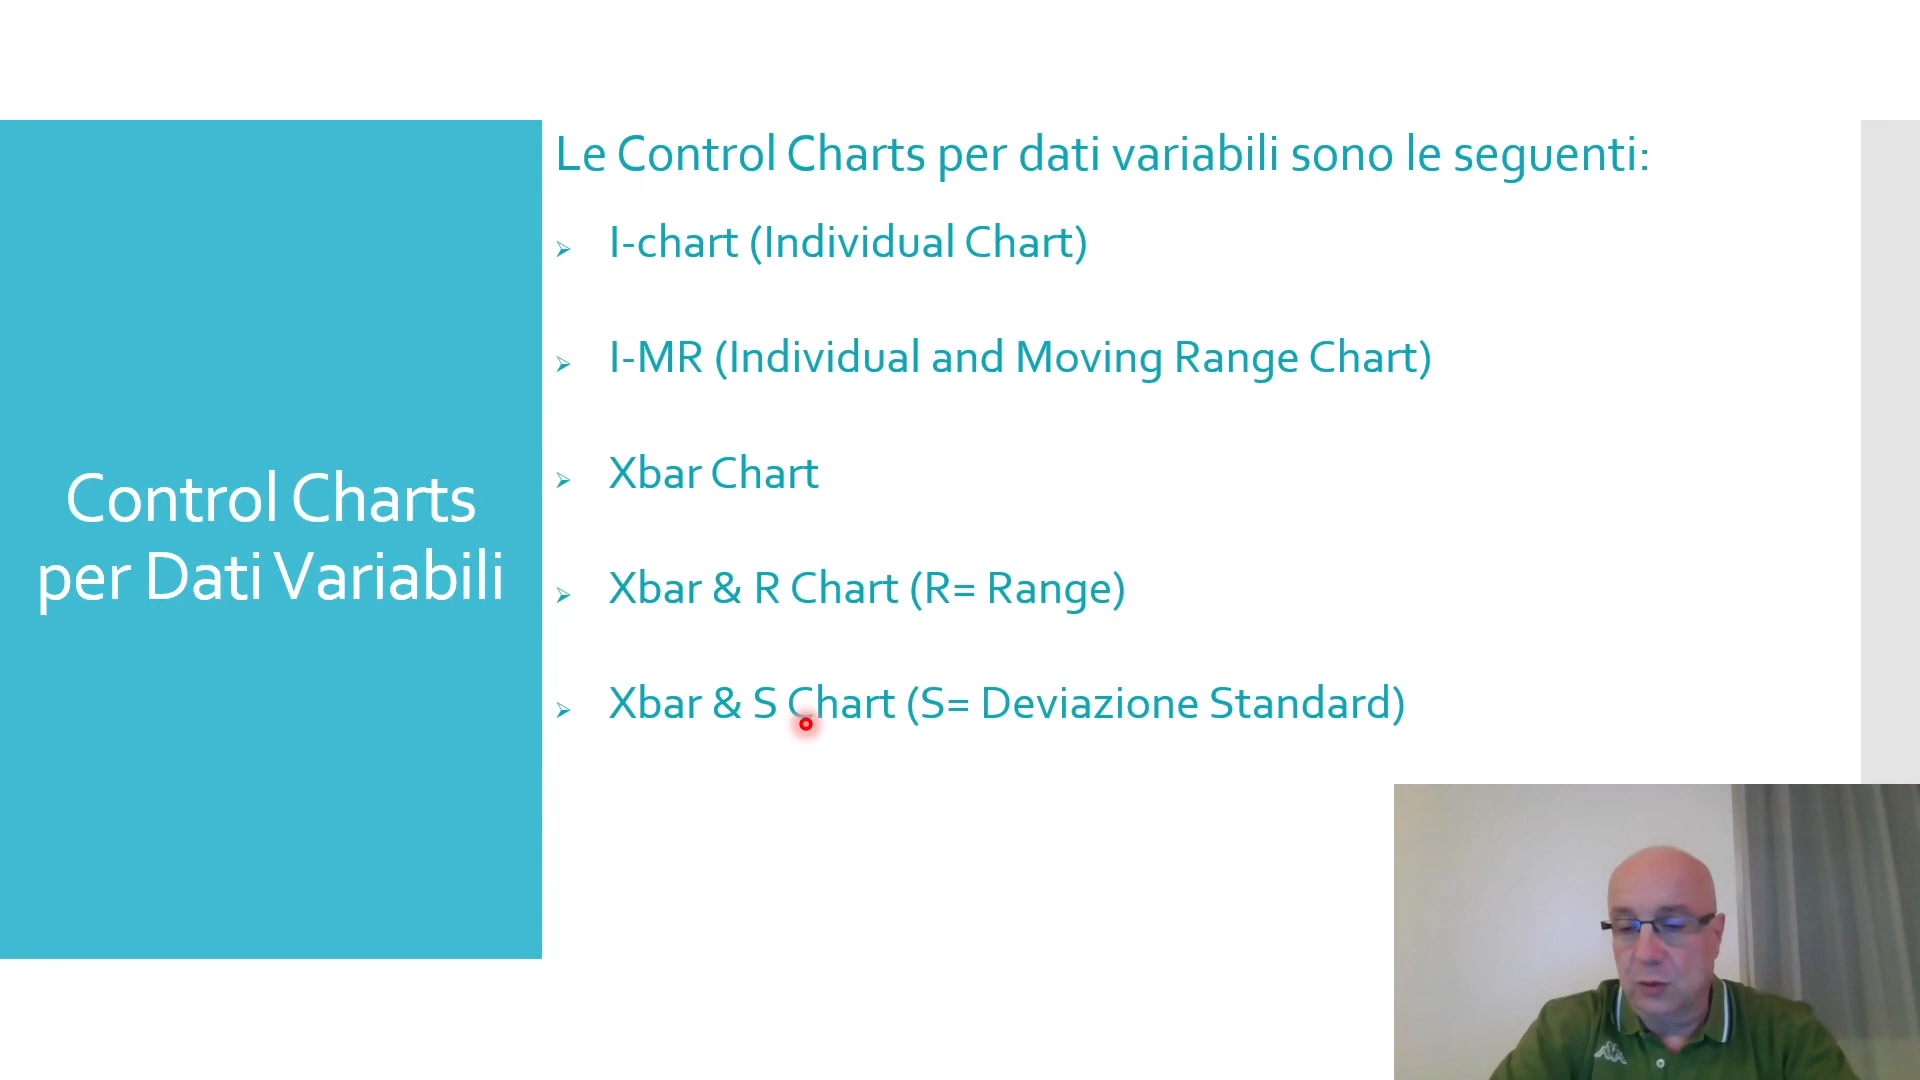 Control Charts
per Dati Variabili
Le Control Charts per dati variabili sono le seguenti:
I-chart (Individual Chart)
I-MR (Individual and Moving Range Chart)
Xbar Chart
Xbar & R Chart (R= Range)
Xbar & S Chart (S= Deviazione Standard)